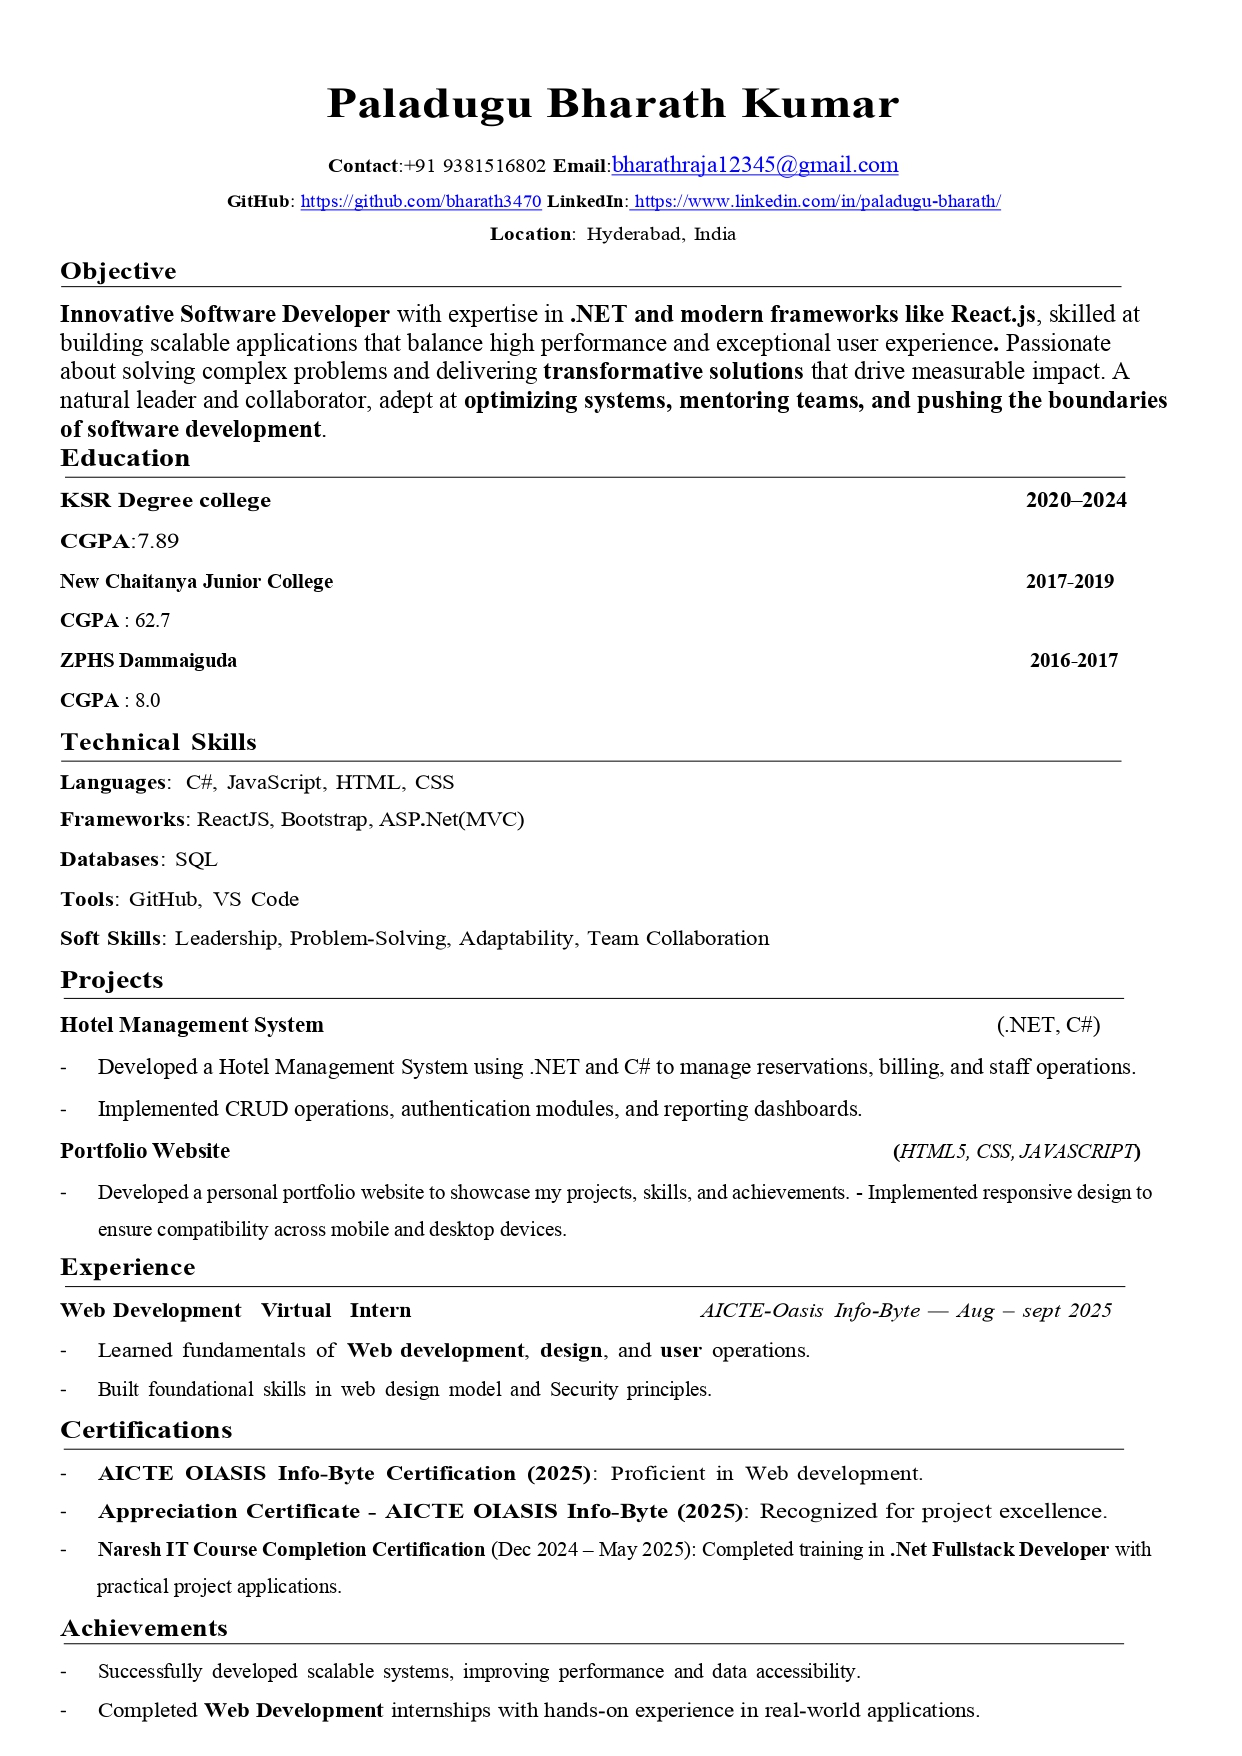 Paladugu Bharath Kumar
Contact:+91 9381516802 Email:bharathraja12345@gmail.com
GitHub: https://github.com/bharath3470 LinkedIn: https://www.linkedin.com/in/paladugu-bharath/
Location: Hyderabad, India
Objective
Innovative Software Developer with expertise in .NET and modern frameworks like React.js, skilled at
building scalable applications that balance high performance and exceptional user experience. Passionate
about solving complex problems and delivering transformative solutions that drive measurable impact. A
natural leader and collaborator, adept at optimizing systems, mentoring teams, and pushing the boundaries
of software development.
Education
KSR Degree college 2020–2024
CGPA:7.89
New Chaitanya Junior College 2017-2019
CGPA : 62.7
ZPHS Dammaiguda 2016-2017
CGPA : 8.0
Technical Skills
Languages: C#, JavaScript, HTML, CSS
Frameworks: ReactJS, Bootstrap, ASP.Net(MVC)
Databases: SQL
Tools: GitHub, VS Code
Soft Skills: Leadership, Problem-Solving, Adaptability, Team Collaboration
Projects
Hotel Management System (.NET, C#)
- Developed a Hotel Management System using .NET and C# to manage reservations, billing, and staff operations.
- Implemented CRUD operations, authentication modules, and reporting dashboards.
Portfolio Website (HTML5, CSS, JAVASCRIPT)
- Developed a personal portfolio website to showcase my projects, skills, and achievements. - Implemented responsive design to
ensure compatibility across mobile and desktop devices.
Experience
Web Development Virtual Intern AICTE-Oasis Info-Byte — Aug – sept 2025
- Learned fundamentals of Web development, design, and user operations.
- Built foundational skills in web design model and Security principles.
Certifications
- AICTE OIASIS Info-Byte Certification (2025): Proficient in Web development.
- Appreciation Certificate - AICTE OIASIS Info-Byte (2025): Recognized for project excellence.
- Naresh IT Course Completion Certification (Dec 2024 – May 2025): Completed training in .Net Fullstack Developer with
practical project applications.
Achievements
- Successfully developed scalable systems, improving performance and data accessibility.
- Completed Web Development internships with hands-on experience in real-world applications.